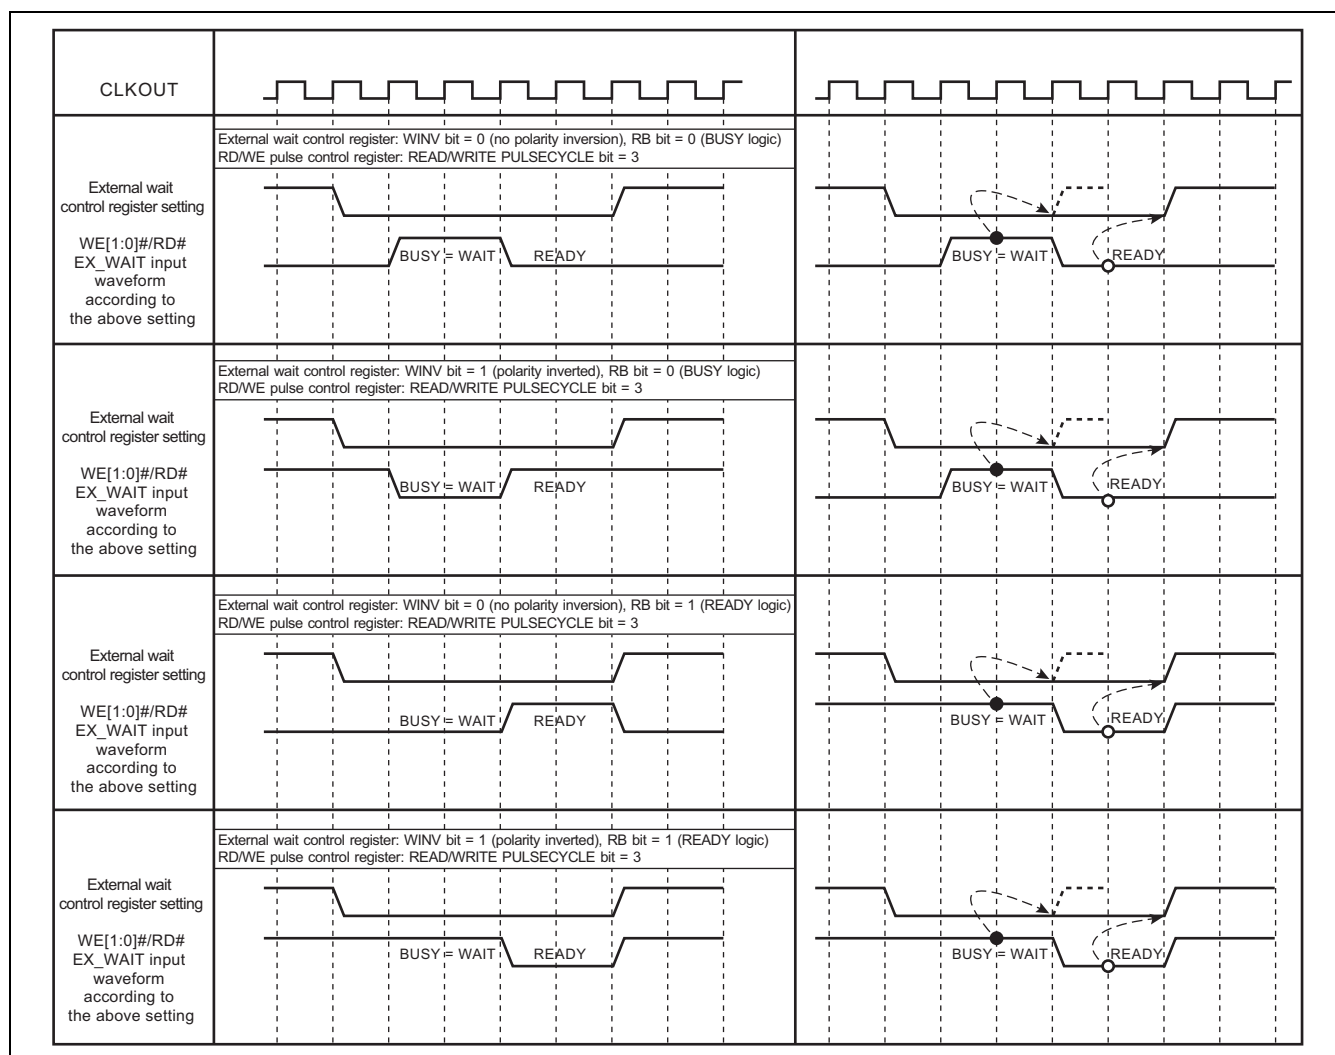 CLKOUT
External wait control register: WINV bit = 0 (no polarity inversion), RB bit = 0 (BUSY logic)
RD/WE pulse control register: READ/WRITE PULSECYCLE bit = 3
External wait
control register setting
WE[1:0]#/RD#
EX_WAIT input
waveform
according to
the above setting
BUSY = WAIT
READY
BUSY = WAIT
READY
External wait control register: WINV bit = 1 (polarity inverted), RB bit = 0 (BUSY logic)
RD/WE pulse control register: READ/WRITE PULSECYCLE bit = 3
External wait
control register setting
WE[1:0]#/RD#
EX_WAIT input
waveform
according to
the above setting
BUSY = WAIT
READY
BUSY = WAIT
READY
External wait control register: WINV bit = 0 (no polarity inversion), RB bit = 1 (READY logic)
RD/WE pulse control register: READ/WRITE PULSECYCLE bit = 3
External wait
control register setting
WE[1:0]#/RD#
EX_WAIT input
waveform
according to
the above setting
BUSY = WAIT
READY
BUSY = WAIT
READY
External wait control register: WINV bit = 1 (polarity inverted), RB bit = 1 (READY logic)
RD/WE pulse control register: READ/WRITE PULSECYCLE bit = 3
External wait
control register setting
WE[1:0]#/RD#
EX_WAIT input
waveform
according to
the above setting
BUSY = WAIT
READY
BUSY = WAIT
READY